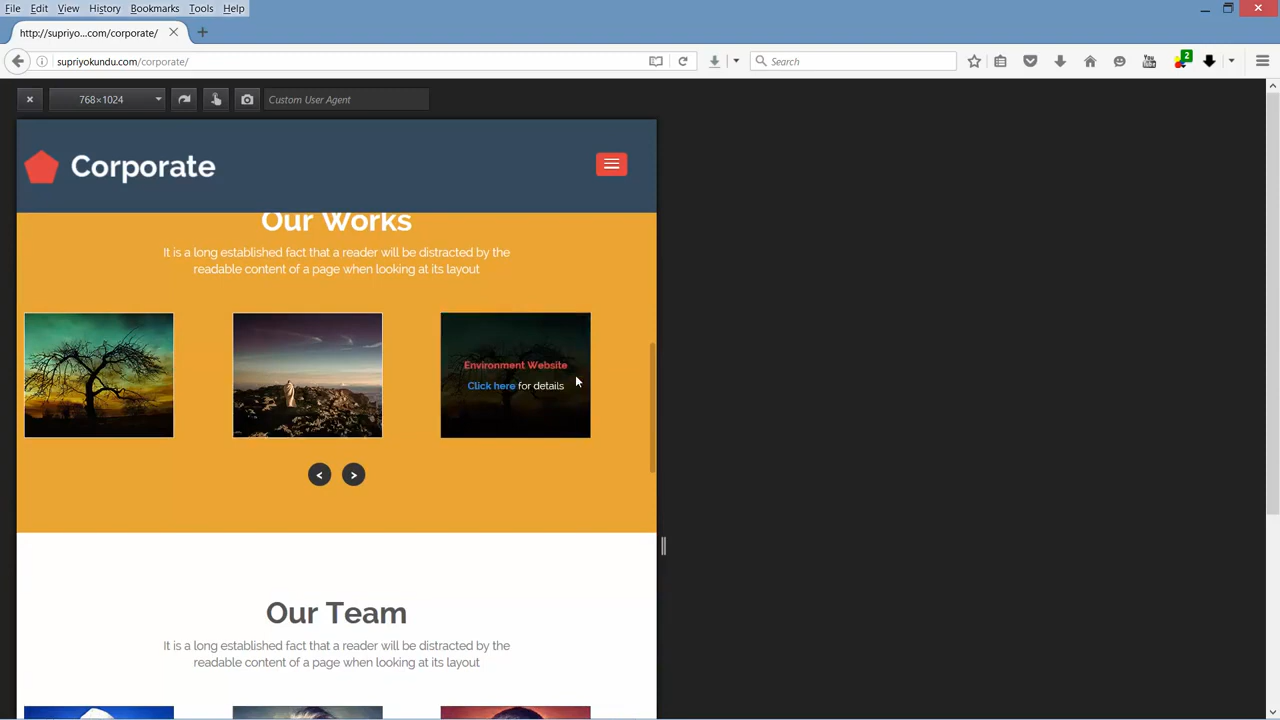 File Edit View History Bookmarks Tools Help
http://supriyo...com/corporate/
supriyokundu.com/corporate/
Search
You
2
768×1024
Custom User Agent
Corporate
Our Works
It is a long established fact that a reader will be distracted by the
readable content of a page when looking at its layout
Environment Website
Click here for details
< >
Our Team
It is a long established fact that a reader will be distracted by the
readable content of a page when looking at its layout